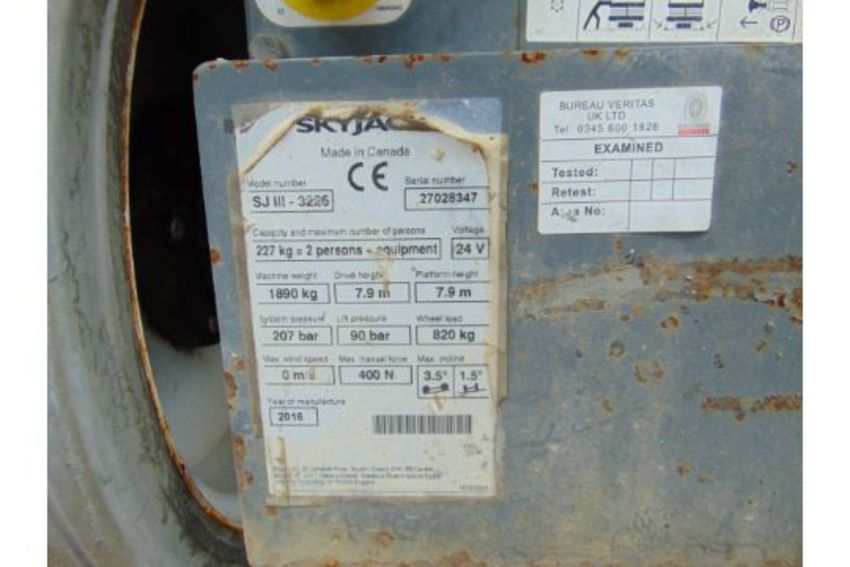 SKYJAC
Made in Canada
CE
Model number
Serial number
SJ III - 3226
27028347
Capacity and maximum number of persons
Voltage
227 kg = 2 persons + equipment
24 V
Machine weight
Drive height
Platform height
1890 kg
7.9 m
7.9 m
System pressure
Lift pressure
Wheel load
207 bar
90 bar
820 kg
Max. wind speed
Max. manual force
Max. incline
0 m/s
400 N
3.5°
1.5°
Year of manufacture
2016
BUREAU VERITAS
UK LTD
Tel: 0345 600 1828
EXAMINED
Tested:
Retest:
No:
P